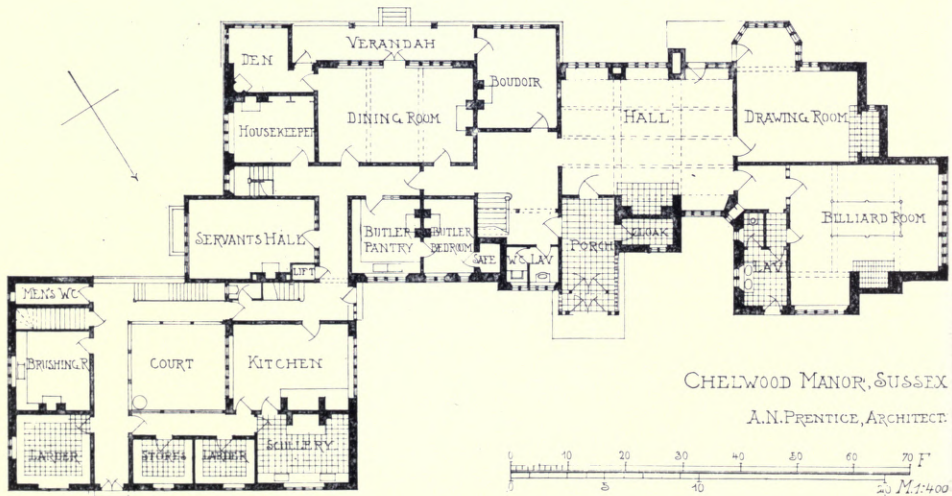 DEN
VERANDAH
BOUDOIR
HOUSEKEEPER
DINING ROOM
HALL
DRAWING ROOM
SERVANTS HALL
LIFT
BUTLER PANTRY
BUTLER BEDROOM
SAFE
W.C.
LAV
PORCH
CLOAK
BILLIARD ROOM
LAV.
MEN'S W.C.
BRUSHING R.
COURT
KITCHEN
LARDER
STORES
LARDER
SCULLERY
CHELWOOD MANOR, SUSSEX
A.N. PRENTICE, ARCHITECT.
10 0 10 20 30 40 50 60 70 F
5 0 10 20 M. 1:400